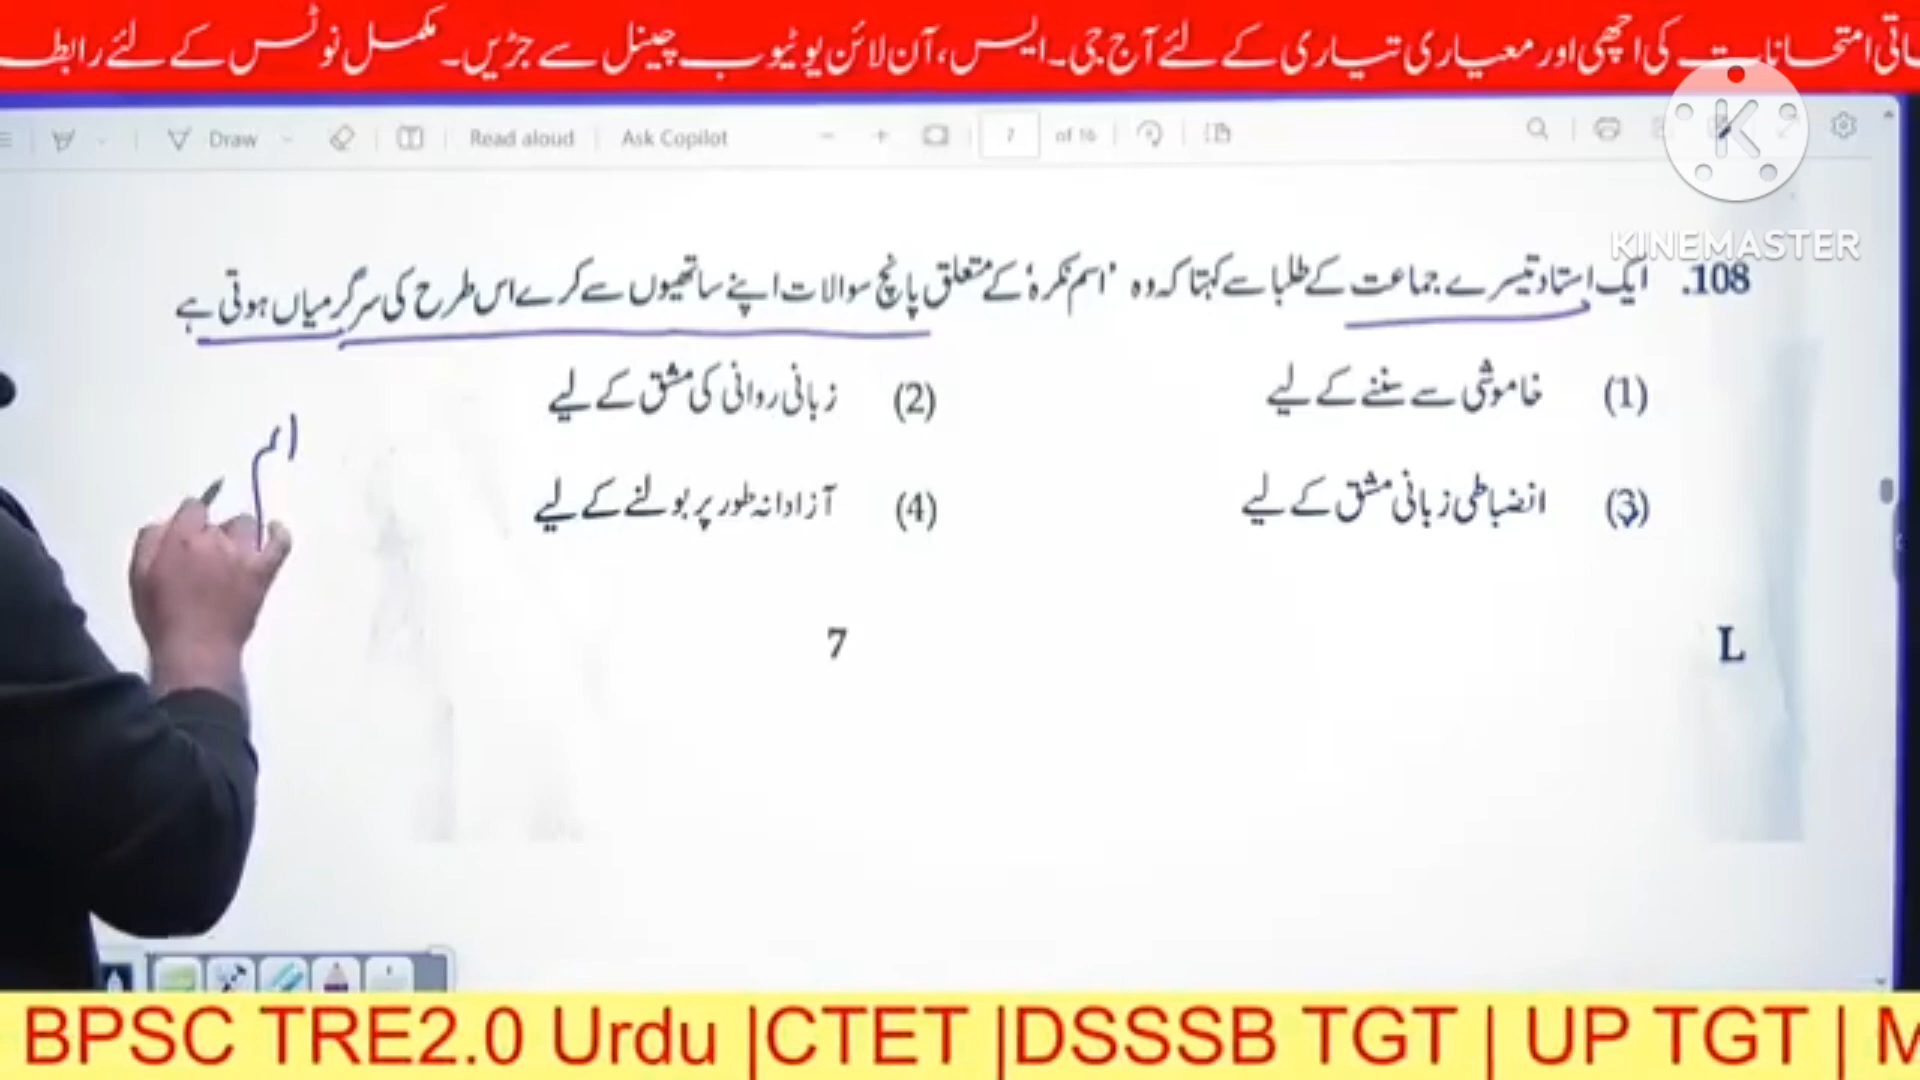 امتحانات کی اچھی اور معیاری تیاری کے لئے آج جی۔ایس، آن لائن یوٹیوب چینل سے جڑیں۔ مکمل نوٹس کے لئے رابطہ
Draw Read aloud Ask Copilot 7 of 16
KINEMASTER
108. ایک استاد تیسرے جماعت کے طلبا سے کہتا کہ وہ 'اسم نکرہ' کے متعلق پانچ سوالات اپنے ساتھیوں سے کرے اس طرح کی سرگرمیاں ہوتی ہے
(1) خاموشی سے سننے کے لیے (2) زبانی روانی کی مشق کے لیے
(3) انضباطی زبانی مشق کے لیے (4) آزادانہ طور پر بولنے کے لیے
7 L
BPSC TRE2.0 Urdu |CTET |DSSSB TGT | UP TGT | M